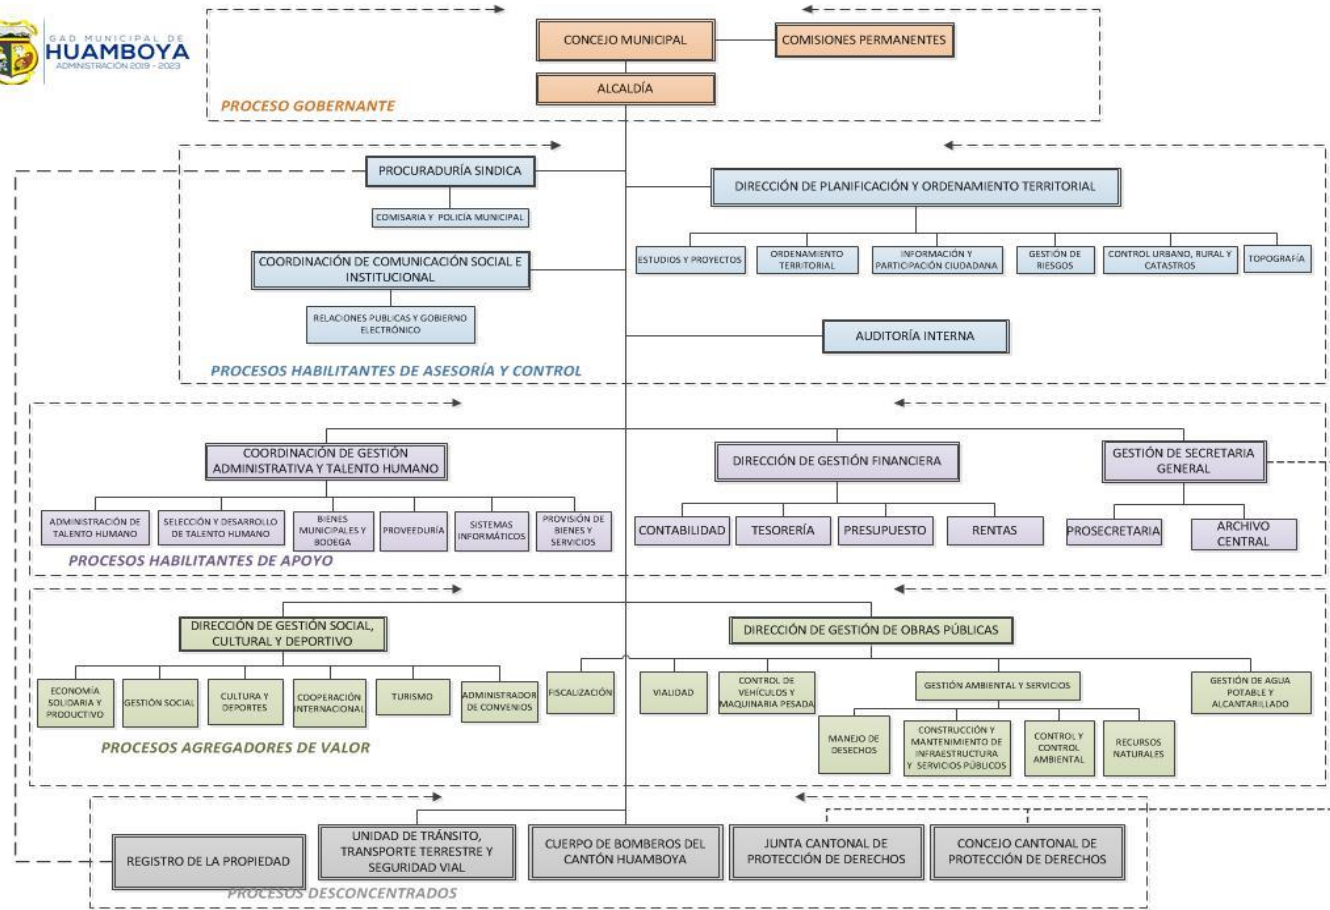 GAD MUNICIPAL DE
HUAMBOYA
ADMINISTRACIÓN 2019 - 2023
CONCEJO MUNICIPAL
COMISIONES PERMANENTES
ALCALDÍA
PROCESO GOBERNANTE
PROCURADURÍA SINDICA
DIRECCIÓN DE PLANIFICACIÓN Y ORDENAMIENTO TERRITORIAL
COMISARIA Y POLICÍA MUNICIPAL
COORDINACIÓN DE COMUNICACIÓN SOCIAL E
INSTITUCIONAL
ESTUDIOS Y PROYECTOS
ORDENAMIENTO
TERRITORIAL
INFORMACIÓN Y
PARTICIPACIÓN CIUDADANA
GESTIÓN DE
RIESGOS
CONTROL URBANO, RURAL Y
CATASTROS
TOPOGRAFÍA
RELACIONES PUBLICAS Y GOBIERNO
ELECTRÓNICO
AUDITORÍA INTERNA
PROCESOS HABILITANTES DE ASESORÍA Y CONTROL
COORDINACIÓN DE GESTIÓN
ADMINISTRATIVA Y TALENTO HUMANO
DIRECCIÓN DE GESTIÓN FINANCIERA
GESTIÓN DE SECRETARIA
GENERAL
ADMINISTRACIÓN DE
TALENTO HUMANO
SELECCIÓN Y DESARROLLO
DE TALENTO HUMANO
BIENES
MUNICIPALES Y
BODEGA
PROVEEDURÍA
SISTEMAS
INFORMÁTICOS
PROVISIÓN DE
BIENES Y
SERVICIOS
CONTABILIDAD
TESORERÍA
PRESUPUESTO
RENTAS
PROSECRETARIA
ARCHIVO
CENTRAL
PROCESOS HABILITANTES DE APOYO
DIRECCIÓN DE GESTIÓN SOCIAL,
CULTURAL Y DEPORTIVO
DIRECCIÓN DE GESTIÓN DE OBRAS PÚBLICAS
ECONOMÍA
SOLIDARIA Y
PRODUCTIVO
GESTIÓN SOCIAL
CULTURA Y
DEPORTES
COOPERACIÓN
INTERNACIONAL
TURISMO
ADMINISTRADOR
DE CONVENIOS
FISCALIZACIÓN
VIALIDAD
CONTROL DE
VEHÍCULOS Y
MAQUINARIA PESADA
GESTIÓN AMBIENTAL Y SERVICIOS
GESTIÓN DE AGUA
POTABLE Y
ALCANTARILLADO
MANEJO DE
DESECHOS
CONSTRUCCIÓN Y
MANTENIMIENTO DE
INFRAESTRUCTURA
Y SERVICIOS PÚBLICOS
CONTROL Y
CONTROL
AMBIENTAL
RECURSOS
NATURALES
PROCESOS AGREGADORES DE VALOR
REGISTRO DE LA PROPIEDAD
UNIDAD DE TRÁNSITO,
TRANSPORTE TERRESTRE Y
SEGURIDAD VIAL
CUERPO DE BOMBEROS DEL
CANTÓN HUAMBOYA
JUNTA CANTONAL DE
PROTECCIÓN DE DERECHOS
CONCEJO CANTONAL DE
PROTECCIÓN DE DERECHOS
PROCESOS DESCONCENTRADOS